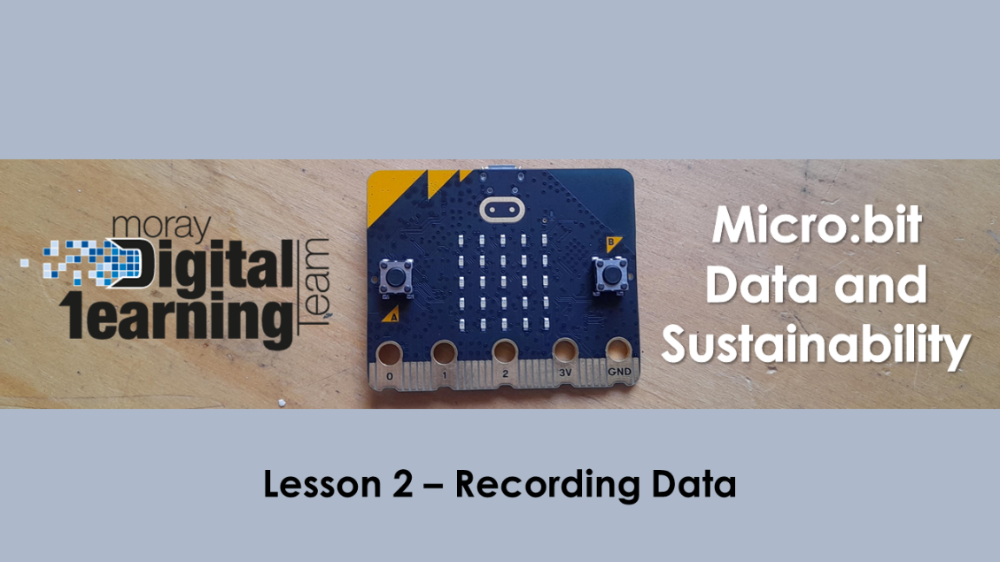 moray
Digital
1earning
Team
A
B
0
1
2
3V
GND
Micro:bit
Data and
Sustainability
Lesson 2 – Recording Data